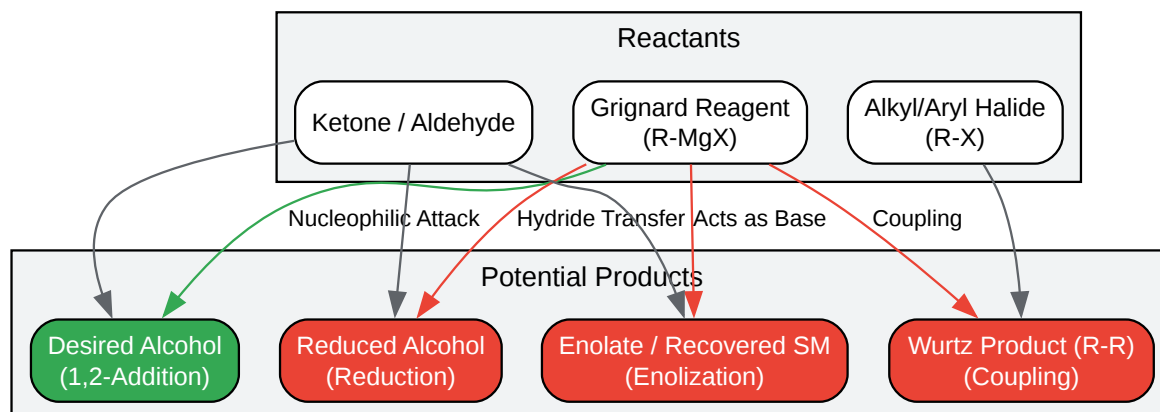 Reactants
Ketone / Aldehyde
Grignard Reagent
(R-MgX)
Alkyl/Aryl Halide
(R-X)
Nucleophilic Attack
Hydride Transfer
Acts as Base
Coupling
Potential Products
Desired Alcohol
(1,2-Addition)
Reduced Alcohol
(Reduction)
Enolate / Recovered SM
(Enolization)
Wurtz Product (R-R)
(Coupling)